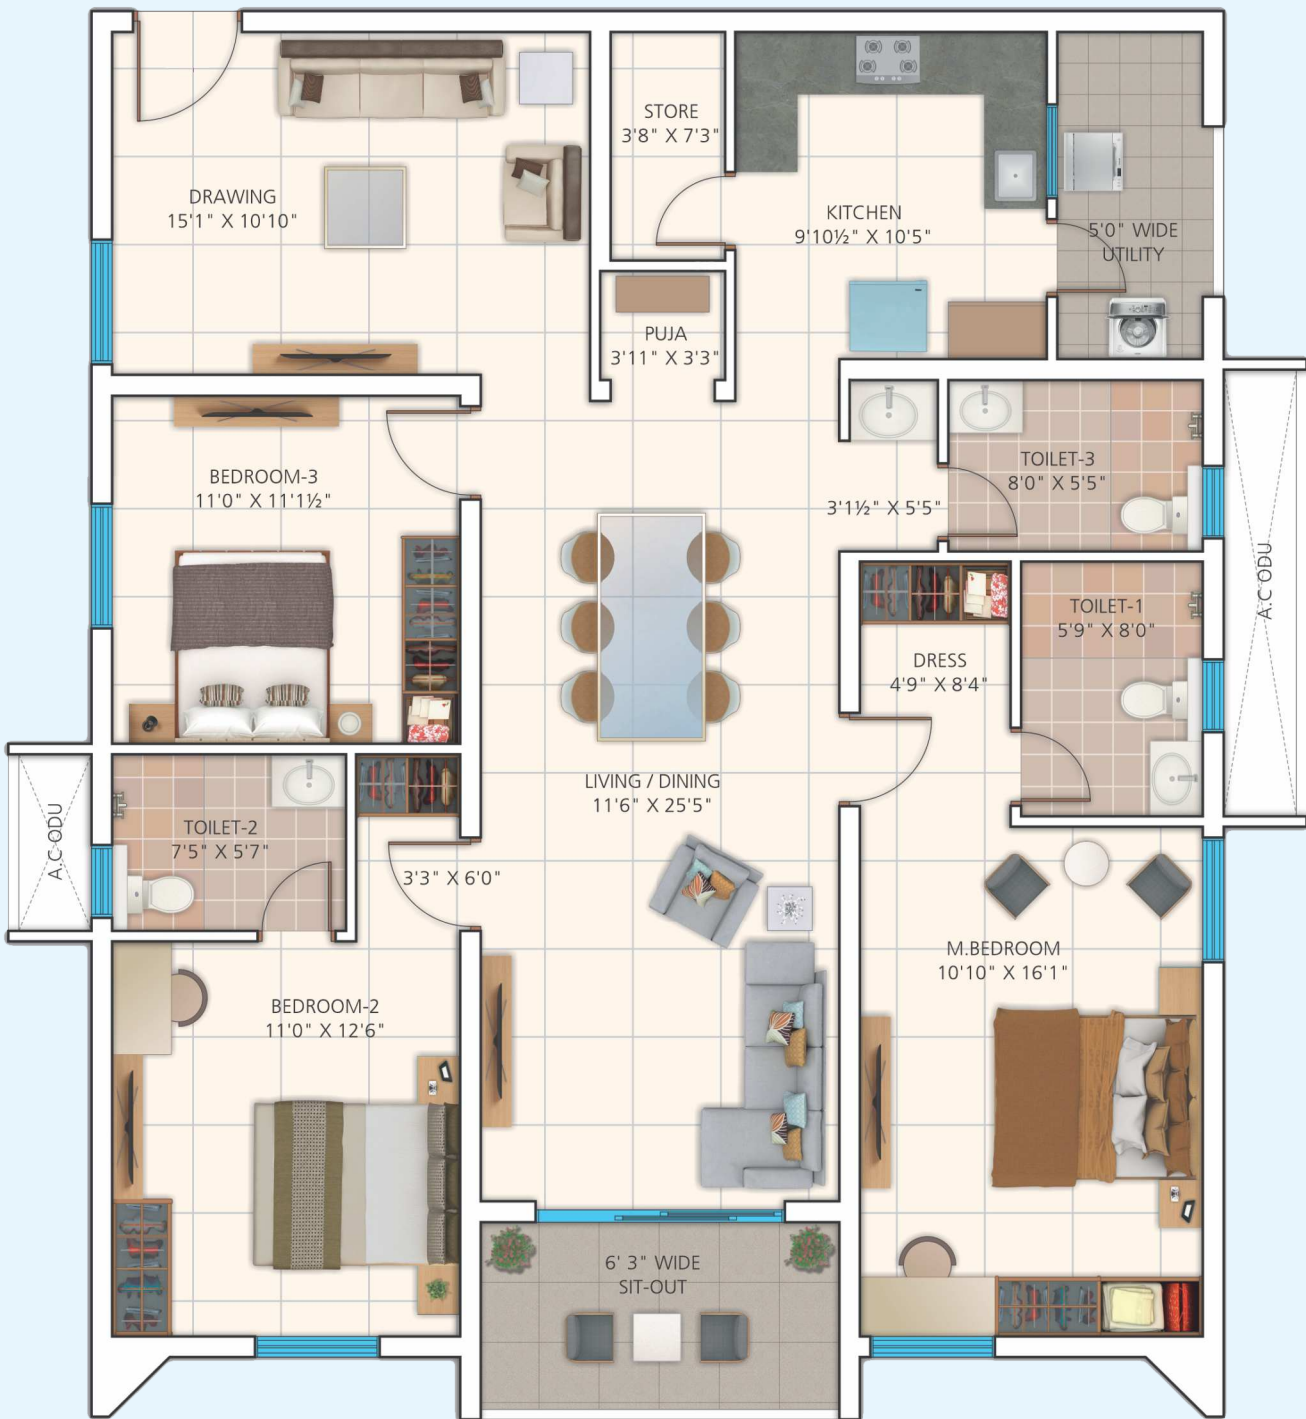 STORE
3'8" X 7'3"
DRAWING
15'1" X 10'10"
KITCHEN
9'10½" X 10'5"
5'0" WIDE
UTILITY
PUJA
3'11" X 3'3"
BEDROOM-3
11'0" X 11'1½"
TOILET-3
8'0" X 5'5"
3'1½" X 5'5"
A.C ODU
TOILET-1
5'9" X 8'0"
DRESS
4'9" X 8'4"
LIVING / DINING
11'6" X 25'5"
TOILET-2
7'5" X 5'7"
A.C ODU
3'3" X 6'0"
M.BEDROOM
10'10" X 16'1"
BEDROOM-2
11'0" X 12'6"
6' 3" WIDE
SIT-OUT